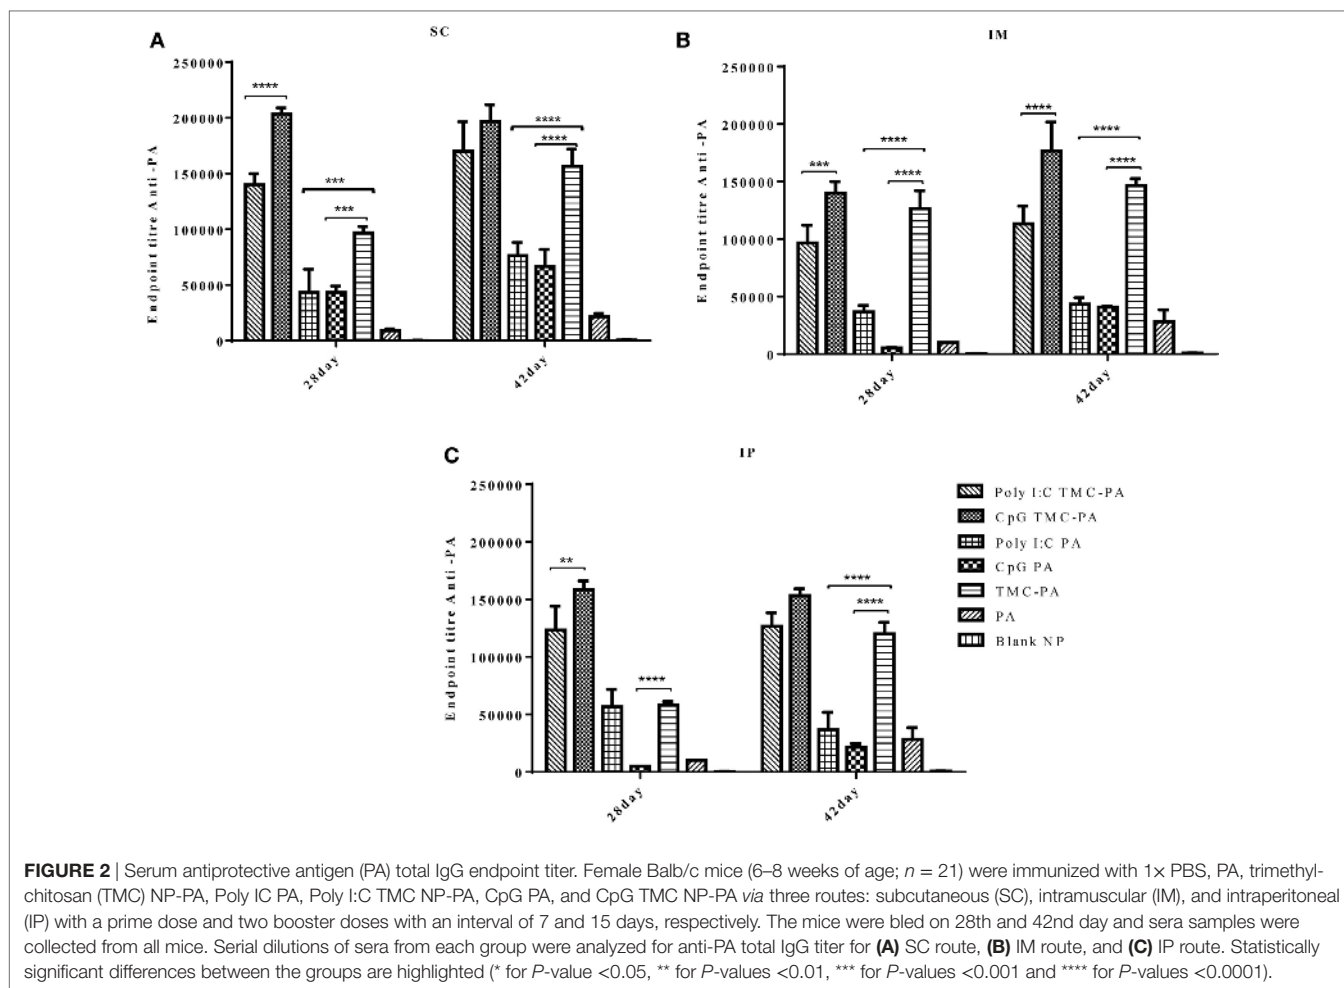 A
SC
250000
200000
150000
100000
50000
0
Endpoint titre Anti-PA
****
***
***
****
****
28day
42day
B
IM
250000
200000
150000
100000
50000
0
Endpoint titre Anti-PA
***
****
****
****
****
****
28day
42day
C
IP
250000
200000
150000
100000
50000
0
Endpoint titre Anti-PA
**
****
****
****
28day
42day
Poly I:C TMC-PA
CpG TMC-PA
Poly I:C PA
CpG PA
TMC-PA
PA
Blank NP
FIGURE 2 | Serum antiprotective antigen (PA) total IgG endpoint titer. Female Balb/c mice (6–8 weeks of age; n = 21) were immunized with 1× PBS, PA, trimethyl-
chitosan (TMC) NP-PA, Poly IC PA, Poly I:C TMC NP-PA, CpG PA, and CpG TMC NP-PA via three routes: subcutaneous (SC), intramuscular (IM), and intraperitoneal
(IP) with a prime dose and two booster doses with an interval of 7 and 15 days, respectively. The mice were bled on 28th and 42nd day and sera samples were
collected from all mice. Serial dilutions of sera from each group were analyzed for anti-PA total IgG titer for (A) SC route, (B) IM route, and (C) IP route. Statistically
significant differences between the groups are highlighted (* for P-value <0.05, ** for P-values <0.01, *** for P-values <0.001 and **** for P-values <0.0001).